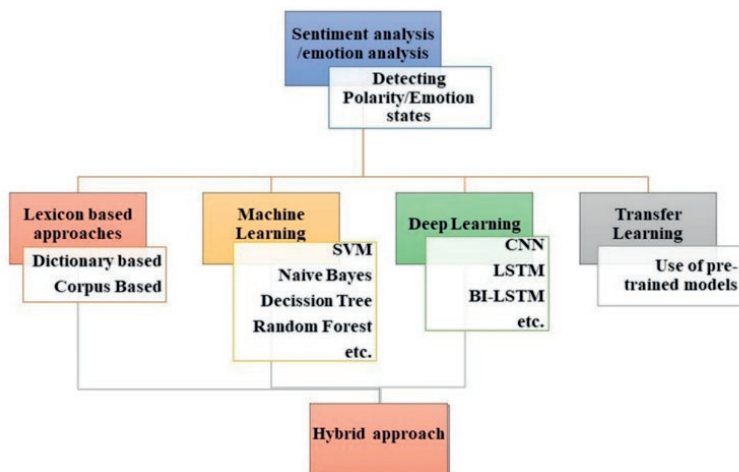 Sentiment analysis
/emotion analysis
Detecting
Polarity/Emotion
states
Lexicon based
approaches
Dictionary based
Corpus Based
Machine
Learning
SVM
Naive Bayes
Decission Tree
Random Forest
etc.
Deep Learning
CNN
LSTM
BI-LSTM
etc.
Transfer
Learning
Use of pre-
trained models
Hybrid approach